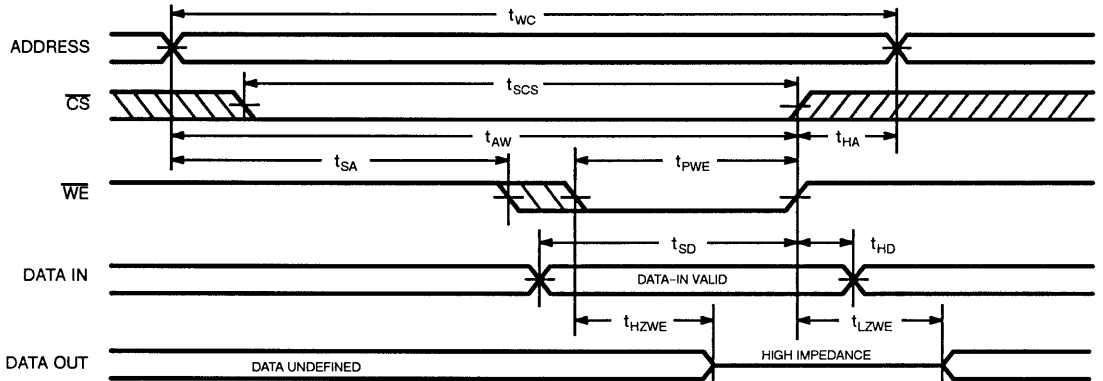 tWC
ADDRESS
tSCS
CS
tAW
tHA
tSA
tPWE
WE
tSD
tHD
DATA IN
DATA-IN VALID
tHZWE
tLZWE
DATA OUT
DATA UNDEFINED
HIGH IMPEDANCE